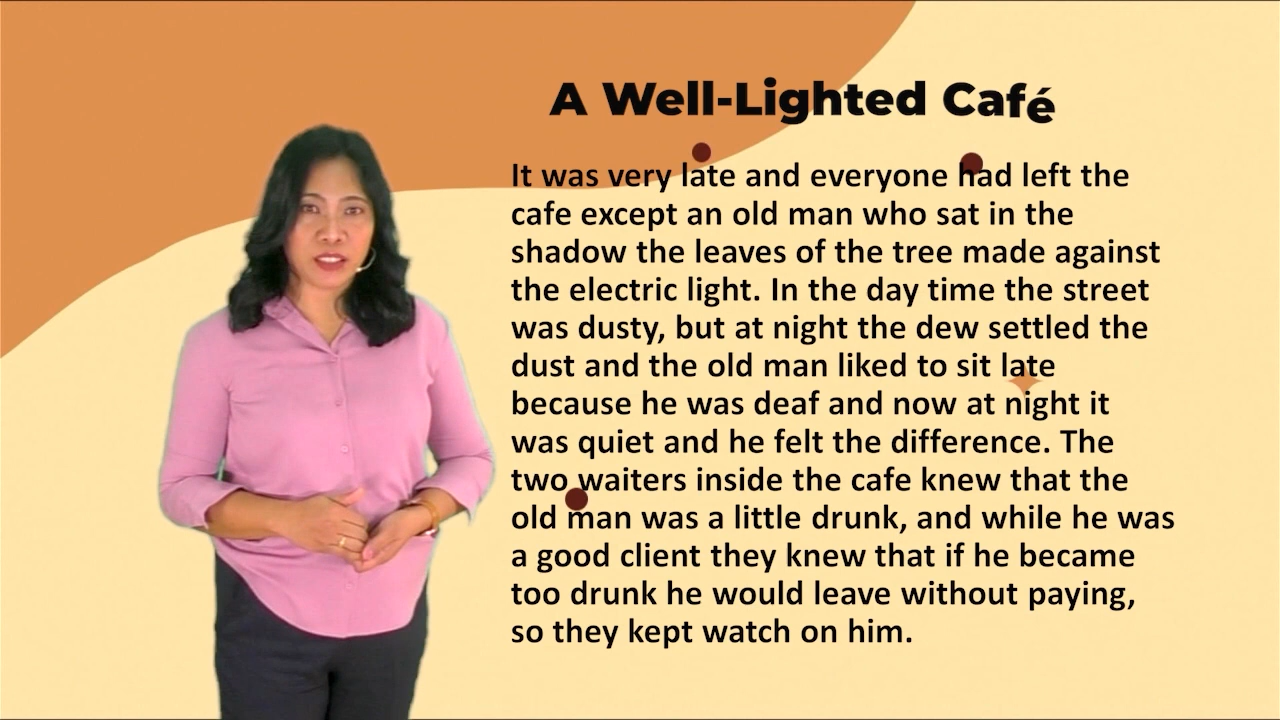 A Well-Lighted Café
It was very late and everyone had left the
cafe except an old man who sat in the
shadow the leaves of the tree made against
the electric light. In the day time the street
was dusty, but at night the dew settled the
dust and the old man liked to sit late
because he was deaf and now at night it
was quiet and he felt the difference. The
two waiters inside the cafe knew that the
old man was a little drunk, and while he was
a good client they knew that if he became
too drunk he would leave without paying,
so they kept watch on him.